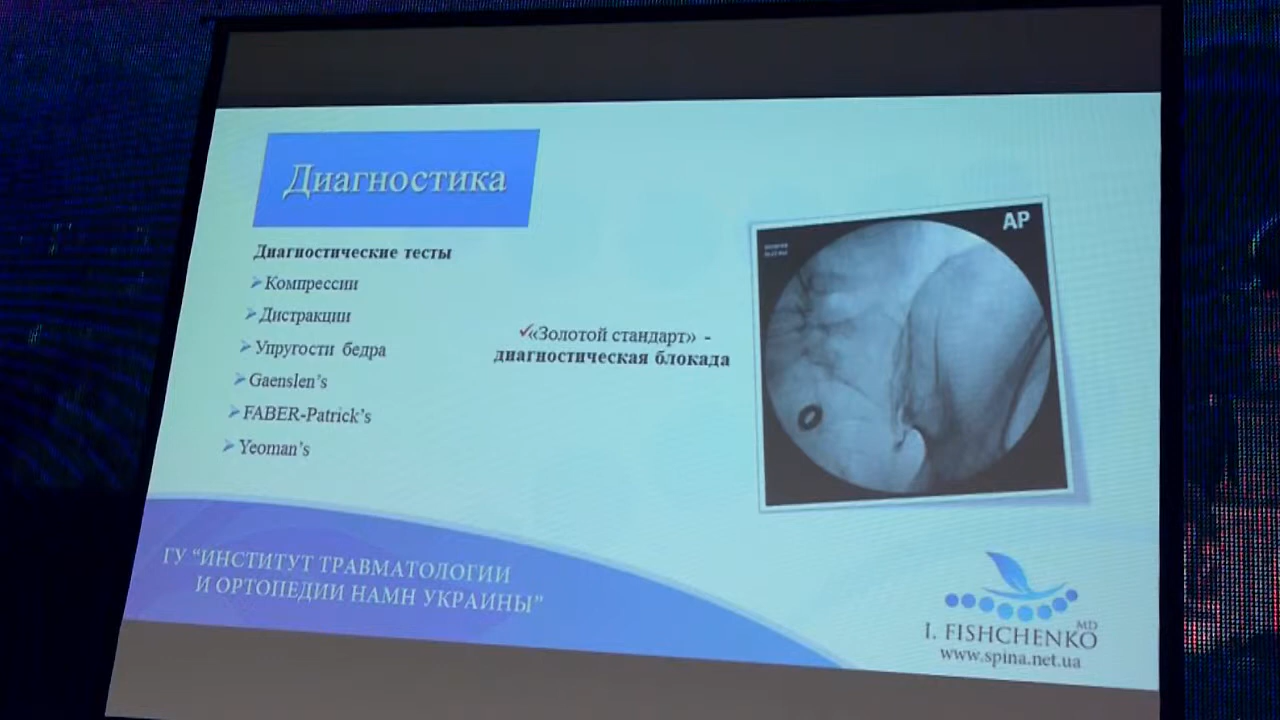 Диагностика
Диагностические тесты
Компрессии
Дистракции
Упругости бедра
Gaenslen's
FABER-Patrick's
Yeoman's
✓«Золотой стандарт» -
диагностическая блокада
AP
ГУ "ИНСТИТУТ ТРАВМАТОЛОГИИ
И ОРТОПЕДИИ НАМН УКРАИНЫ"
I. FISHCHENKO MD
www.spina.net.ua